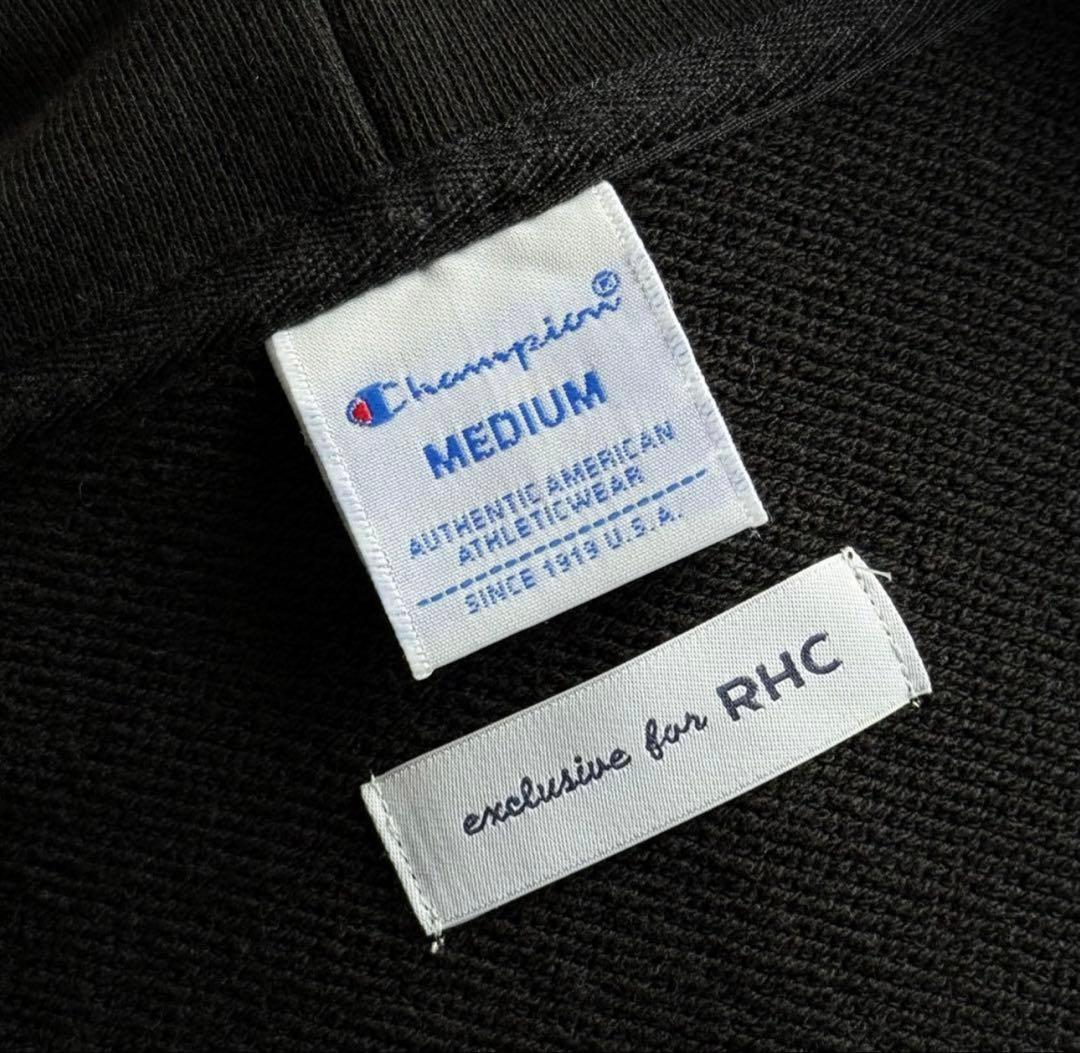 Champion®
MEDIUM
AUTHENTIC AMERICAN
ATHLETICWEAR
SINCE 1919 U.S.A.
exclusive for RHC